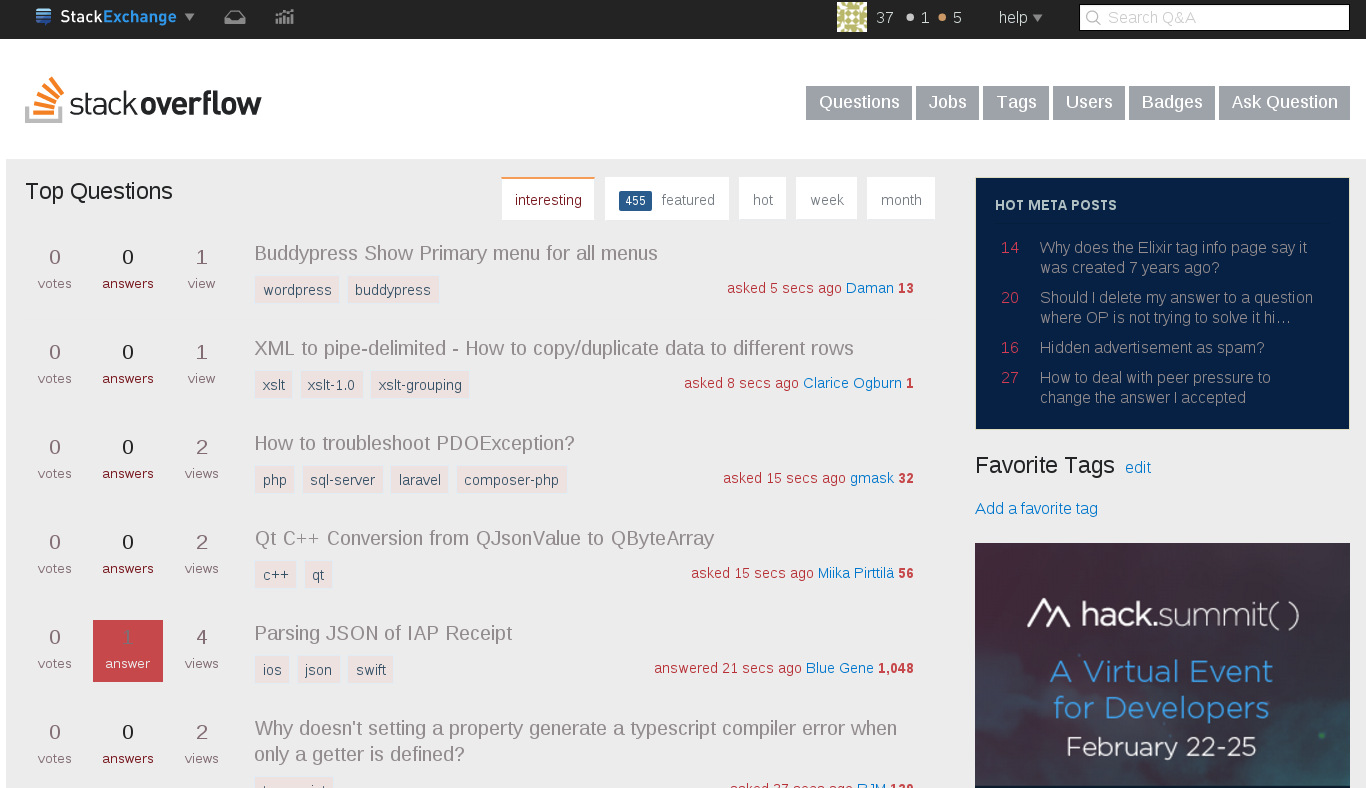 StackExchange
37 1 5 help
Search Q&A
stackoverflow
Questions Jobs Tags Users Badges Ask Question
Top Questions
interesting 455 featured hot week month
0 votes 0 answers 1 view
Buddypress Show Primary menu for all menus
wordpress buddypress
asked 5 secs ago Daman 13
0 votes 0 answers 1 view
XML to pipe-delimited - How to copy/duplicate data to different rows
xslt xslt-1.0 xslt-grouping
asked 8 secs ago Clarice Ogburn 1
0 votes 0 answers 2 views
How to troubleshoot PDOException?
php sql-server laravel composer-php
asked 15 secs ago gmask 32
0 votes 0 answers 2 views
Qt C++ Conversion from QJsonValue to QByteArray
c++ qt
asked 15 secs ago Miika Pirttilä 56
0 votes 1 answer 4 views
Parsing JSON of IAP Receipt
ios json swift
answered 21 secs ago Blue Gene 1,048
0 votes 0 answers 2 views
Why doesn't setting a property generate a typescript compiler error when
only a getter is defined?
HOT META POSTS
14 Why does the Elixir tag info page say it
was created 7 years ago?
20 Should I delete my answer to a question
where OP is not trying to solve it hi…
16 Hidden advertisement as spam?
27 How to deal with peer pressure to
change the answer I accepted
Favorite Tags edit
Add a favorite tag
hack.summit()
A Virtual Event
for Developers
February 22-25